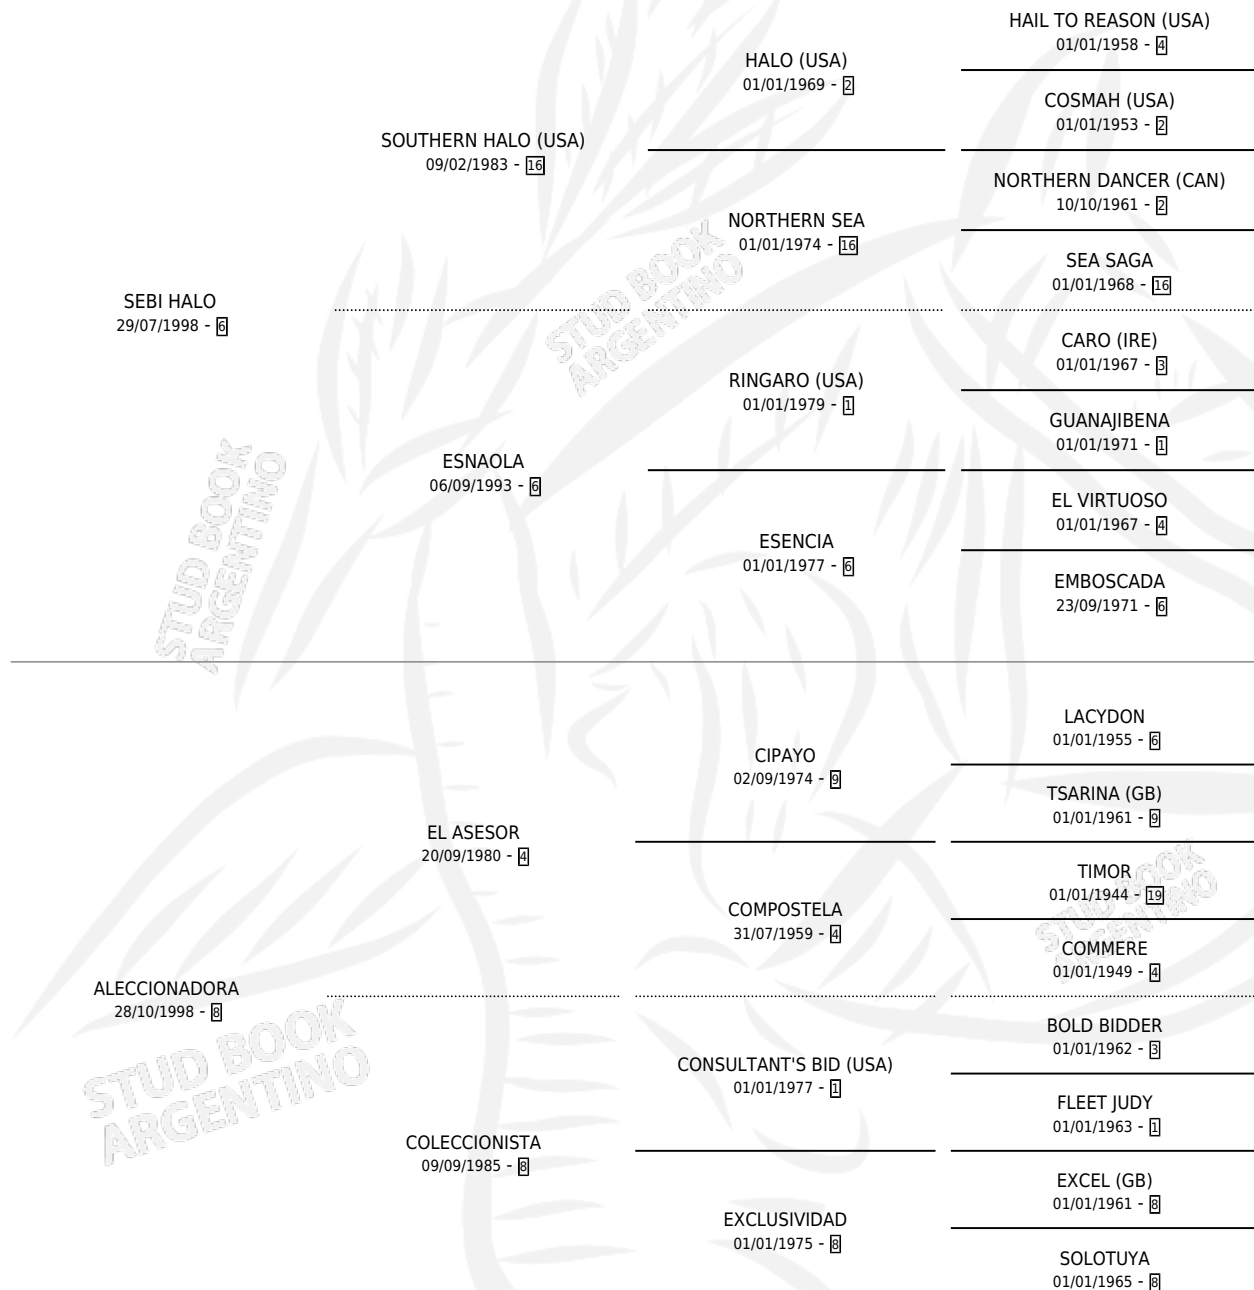 HAIL TO REASON (USA)
01/01/1958 - 4
HALO (USA)
01/01/1969 - 2
COSMAH (USA)
01/01/1953 - 2
SOUTHERN HALO (USA)
09/02/1983 - 16
NORTHERN DANCER (CAN)
10/10/1961 - 2
NORTHERN SEA
01/01/1974 - 16
SEA SAGA
01/01/1968 - 16
STUD BOOK
ARGENTINO
SEBI HALO
29/07/1998 - 6
CARO (IRE)
01/01/1967 - 3
RINGARO (USA)
01/01/1979 - 1
GUANAJIBENA
01/01/1971 - 1
ESNAOLA
06/09/1993 - 6
EL VIRTUOSO
01/01/1967 - 4
ESENCIA
01/01/1977 - 6
EMBOSCADA
23/09/1971 - 6
STUD BOOK
ARGENTINO
LACYDON
01/01/1955 - 6
CIPAYO
02/09/1974 - 9
TSARINA (GB)
01/01/1961 - 9
EL ASESOR
20/09/1980 - 4
TIMOR
01/01/1944 - 19
COMPOSTELA
31/07/1959 - 4
COMMERE
01/01/1949 - 4
STUD BOOK
ARGENTINO
ALECCIONADORA
28/10/1998 - 8
BOLD BIDDER
01/01/1962 - 3
CONSULTANT'S BID (USA)
01/01/1977 - 1
FLEET JUDY
01/01/1963 - 1
STUD BOOK
ARGENTINO
COLECCIONISTA
09/09/1985 - 8
EXCEL (GB)
01/01/1961 - 8
EXCLUSIVIDAD
01/01/1975 - 8
SOLOTUYA
01/01/1965 - 8